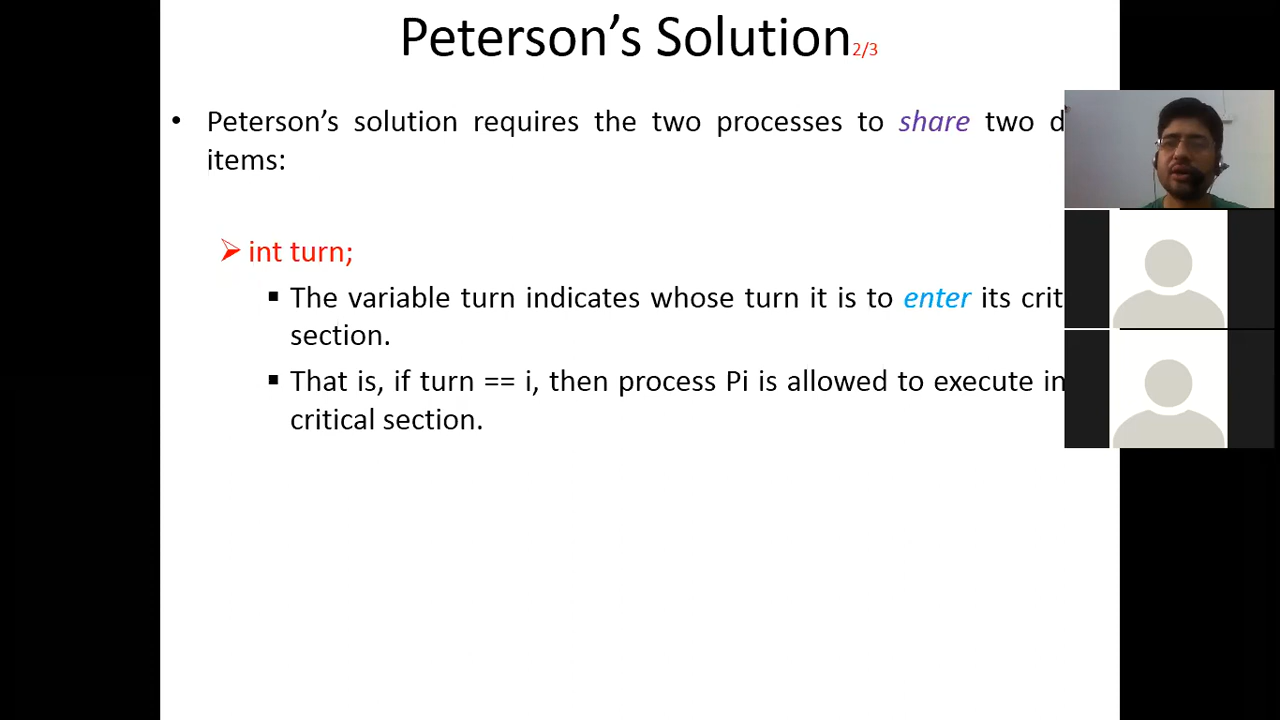 Peterson's Solution2/3
• Peterson's solution requires the two processes to share two
items:
➢ int turn;
▪ The variable turn indicates whose turn it is to enter its
section.
▪ That is, if turn == i, then process Pi is allowed to execute
critical section.